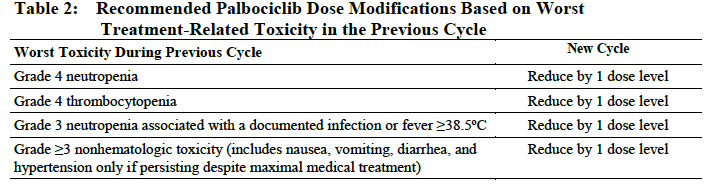 Table 2: Recommended Palbociclib Dose Modifications Based on Worst
Treatment-Related Toxicity in the Previous Cycle
Worst Toxicity During Previous Cycle New Cycle
Grade 4 neutropenia Reduce by 1 dose level
Grade 4 thrombocytopenia Reduce by 1 dose level
Grade 3 neutropenia associated with a documented infection or fever ≥38.5ºC Reduce by 1 dose level
Grade ≥3 nonhematologic toxicity (includes nausea, vomiting, diarrhea, and Reduce by 1 dose level
hypertension only if persisting despite maximal medical treatment)